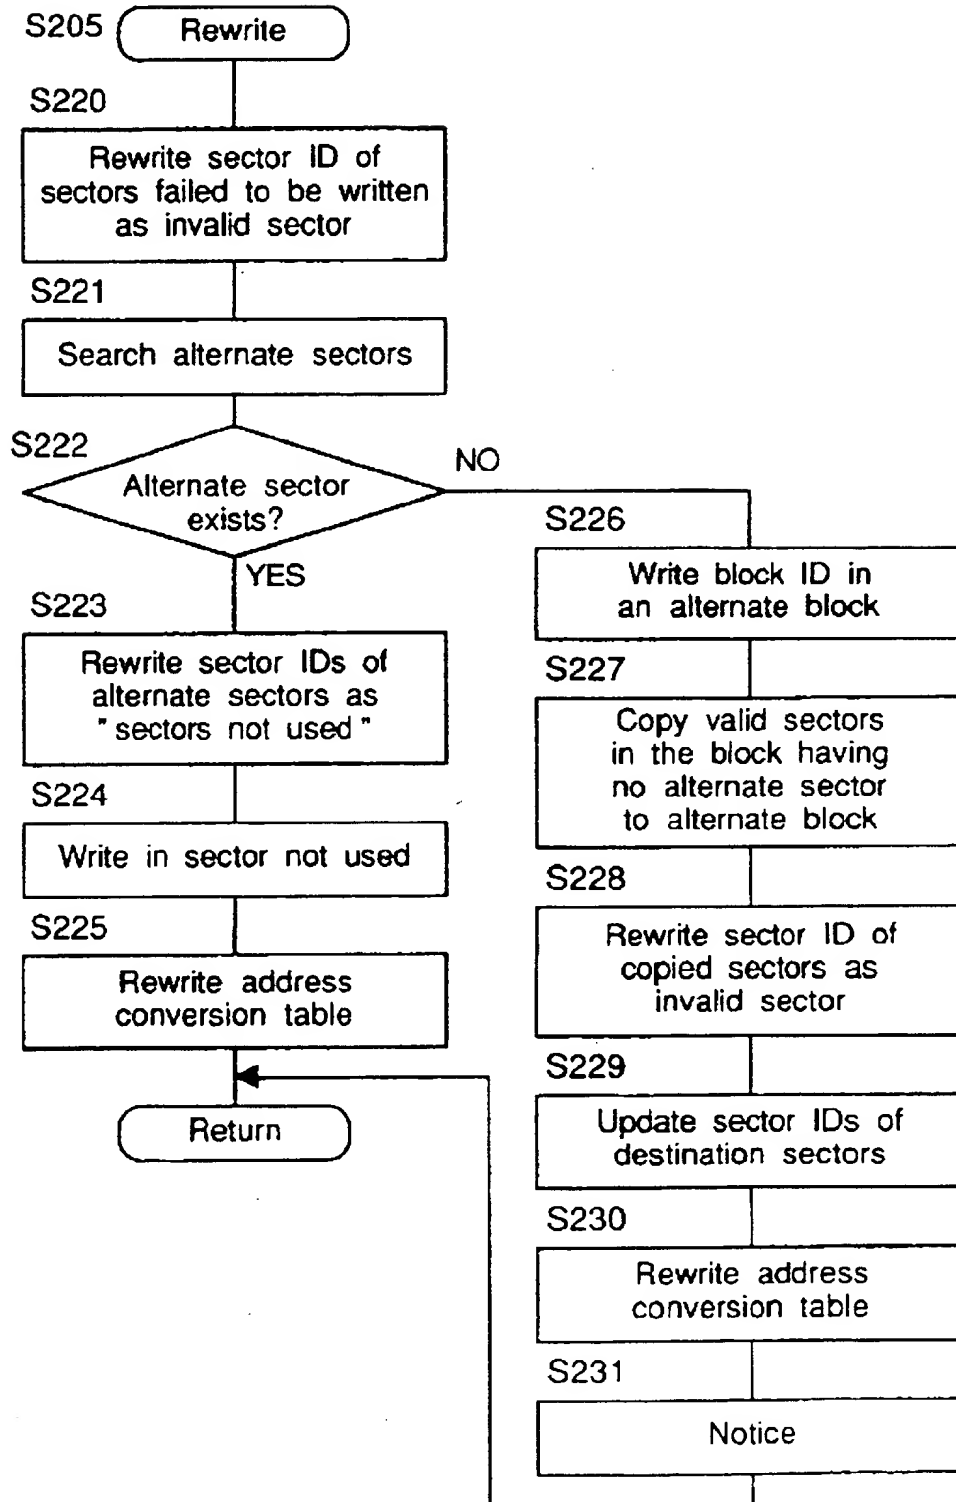 S205
Rewrite
S220
Rewrite sector ID of
sectors failed to be written
as invalid sector
S221
Search alternate sectors
S222
Alternate sector
exists?
NO
YES
S223
Rewrite sector IDs of
alternate sectors as
"sectors not used"
S224
Write in sector not used
S225
Rewrite address
conversion table
Return
S226
Write block ID in
an alternate block
S227
Copy valid sectors
in the block having
no alternate sector
to alternate block
S228
Rewrite sector ID of
copied sectors as
invalid sector
S229
Update sector IDs of
destination sectors
S230
Rewrite address
conversion table
S231
Notice